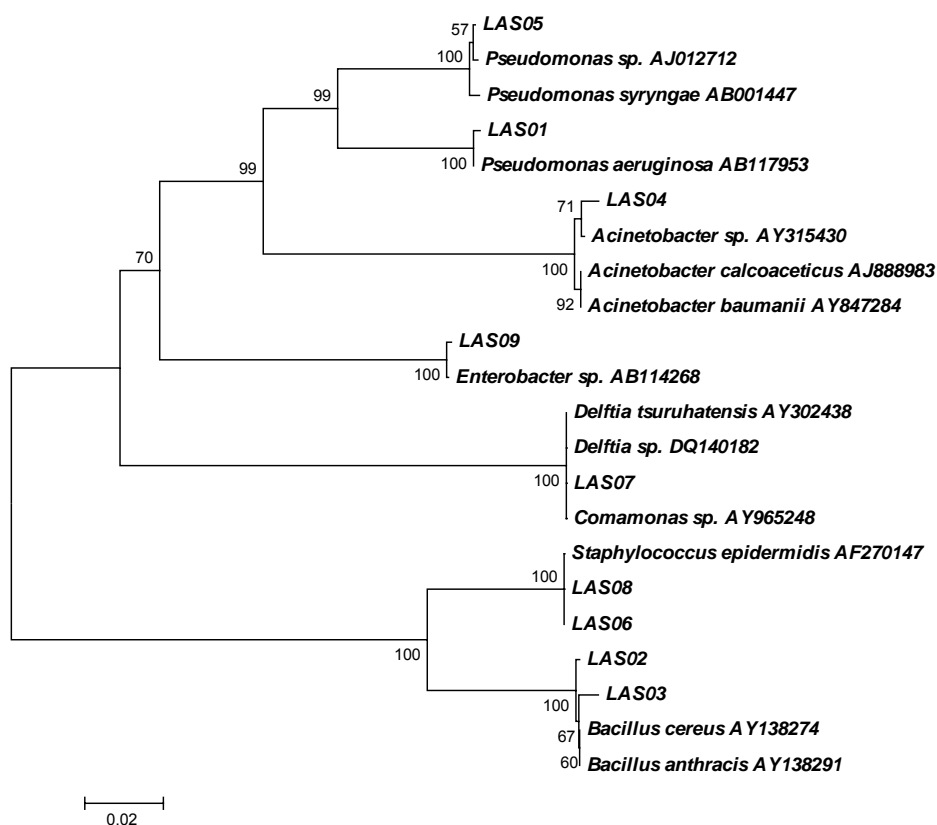 LAS05
57
Pseudomonas sp. AJ012712
100
Pseudomonas syryngae AB001447
99
LAS01
Pseudomonas aeruginosa AB117953
100
99
LAS04
71
Acinetobacter sp. AY315430
70
Acinetobacter calcoaceticus AJ888983
100
Acinetobacter baumanii AY847284
92
LAS09
Enterobacter sp. AB114268
100
Delftia tsuruhatensis AY302438
Delftia sp. DQ140182
LAS07
100
Comamonas sp. AY965248
Staphylococcus epidermidis AF270147
100
LAS08
LAS06
100
LAS02
LAS03
100
Bacillus cereus AY138274
67
Bacillus anthracis AY138291
60
0.02